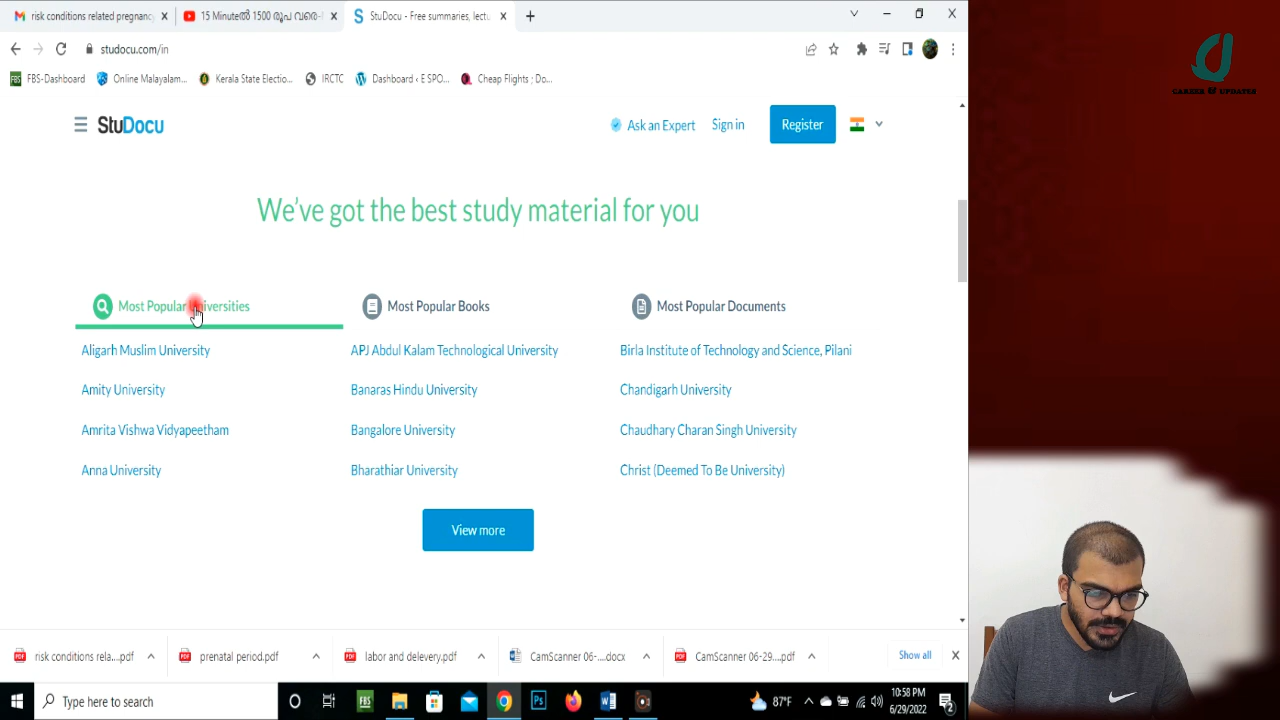 risk conditions related pregnanc
15 Minuteൽ 1500 രൂപ വരെ-
StuDocu - Free summaries, lectu
studocu.com/in
FBS-Dashboard
Online Malayalam...
Kerala State Electio...
IRCTC
Dashboard ‹ E SPO...
Cheap Flights ; Do...
CAREER & UPDATES
StuDocu
Ask an Expert
Sign in
Register
We've got the best study material for you
Most Popular Universities
Most Popular Books
Most Popular Documents
Aligarh Muslim University
APJ Abdul Kalam Technological University
Birla Institute of Technology and Science, Pilani
Amity University
Banaras Hindu University
Chandigarh University
Amrita Vishwa Vidyapeetham
Bangalore University
Chaudhary Charan Singh University
Anna University
Bharathiar University
Christ (Deemed To Be University)
View more
risk conditions rela....pdf
prenatal period.pdf
labor and delevery.pdf
CamScanner 06-....docx
CamScanner 06-29....pdf
Show all
Type here to search
FBS
87°F
10:58 PM
6/29/2022
2